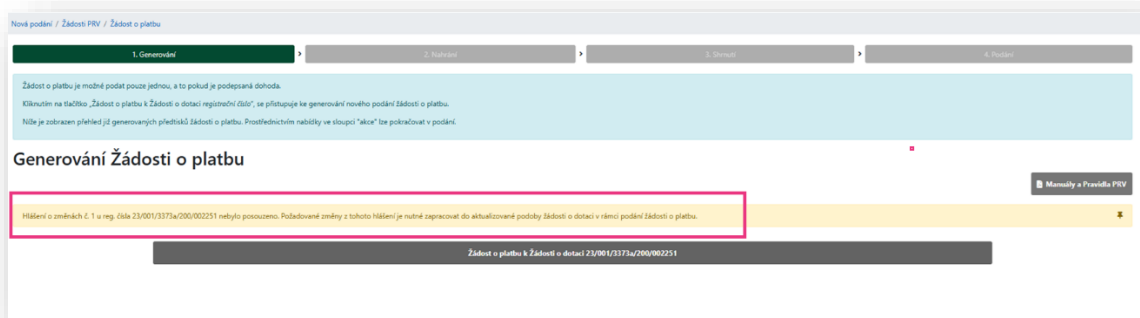 Nová podání / Žádosti PRV / Žádost o platbu
1. Generování > 2. Nahrání > 3. Shrnutí > 4. Podání
Žádost o platbu je možné podat pouze jednou, a to pokud je podepsaná dohoda.
Kliknutím na tlačítko „Žádost o platbu k Žádosti o dotaci registrační číslo", se přistupuje ke generování nového podání žádosti o platbu.
Níže je zobrazen přehled již generovaných předtisků žádosti o platbu. Prostřednictvím nabídky ve sloupci "akce" lze pokračovat v podání.
Generování Žádosti o platbu
Manuály a Pravidla PRV
Hlášení o změnách č. 1 u reg. čísla 23/001/3373a/200/002251 nebylo posouzeno. Požadované změny z tohoto hlášení je nutné zapracovat do aktualizované podoby žádosti o dotaci v rámci podání žádosti o platbu.
Žádost o platbu k Žádosti o dotaci 23/001/3373a/200/002251